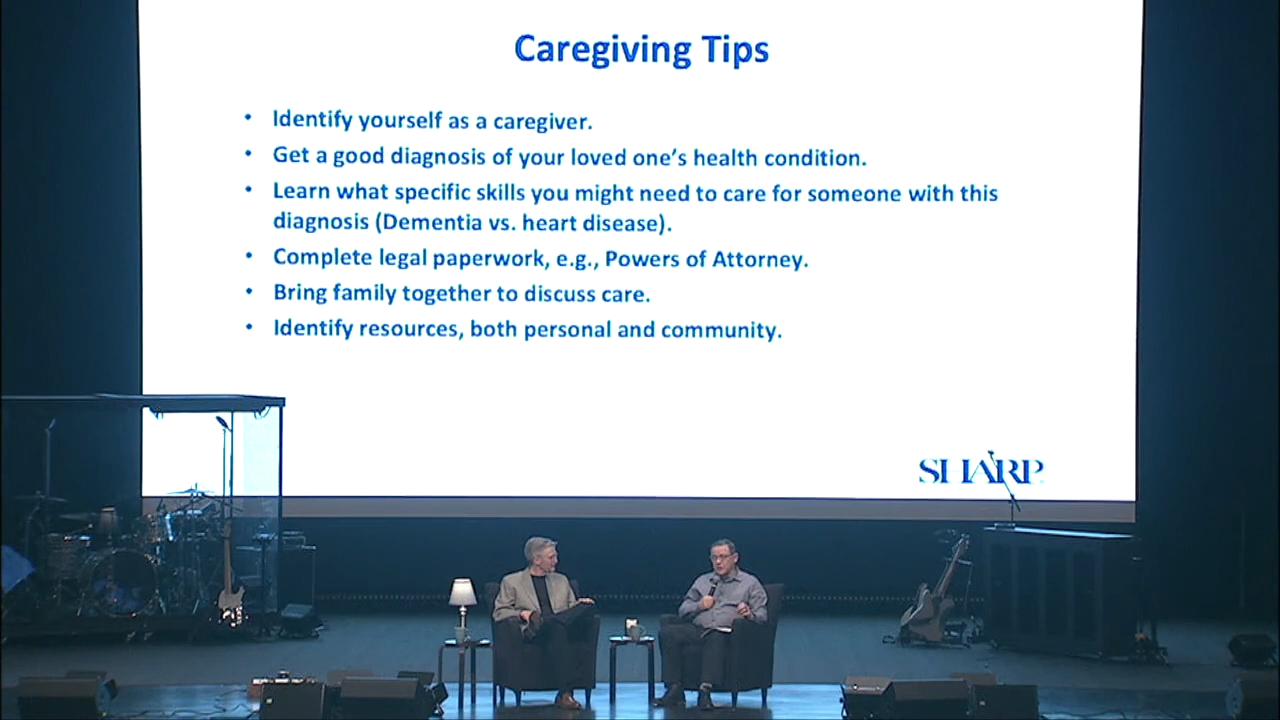 Caregiving Tips
• Identify yourself as a caregiver.
• Get a good diagnosis of your loved one's health condition.
• Learn what specific skills you might need to care for someone with this
diagnosis (Dementia vs. heart disease).
• Complete legal paperwork, e.g., Powers of Attorney.
• Bring family together to discuss care.
• Identify resources, both personal and community.
SHARP